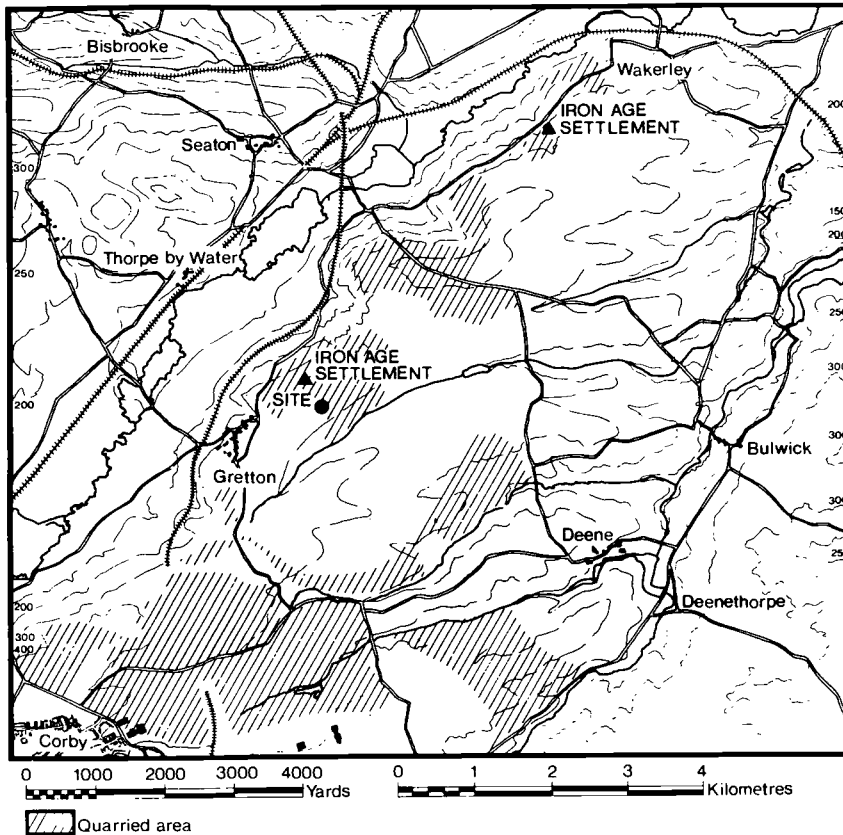 Bisbrooke
Wakerley
200
IRON AGE
SETTLEMENT
Seaton
300
150
200
Thorpe by Water
250
250
IRON AGE
SETTLEMENT
300
SITE
200
Gretton
300
Bulwick
300
Deene
250
Deenethorpe
200
300
400
Corby
0 1000 2000 3000 4000
Yards
0 1 2 3 4
Kilometres
Quarried area